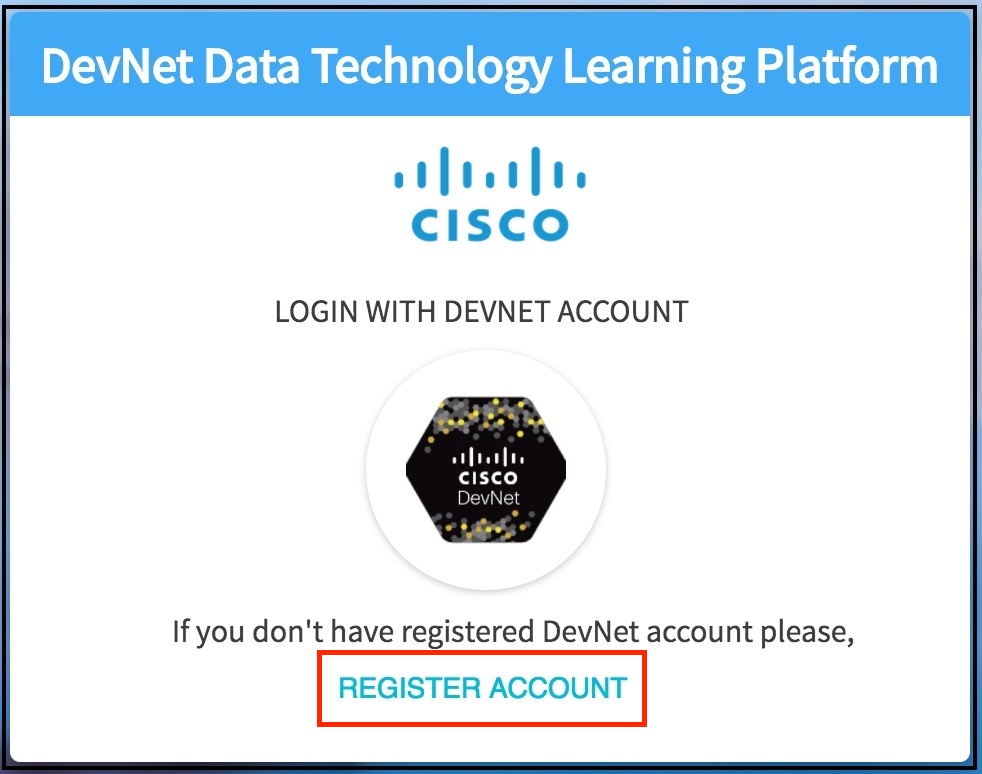 DevNet Data Technology Learning Platform
CISCO
LOGIN WITH DEVNET ACCOUNT
CISCO
DevNet
If you don't have registered DevNet account please,
REGISTER ACCOUNT